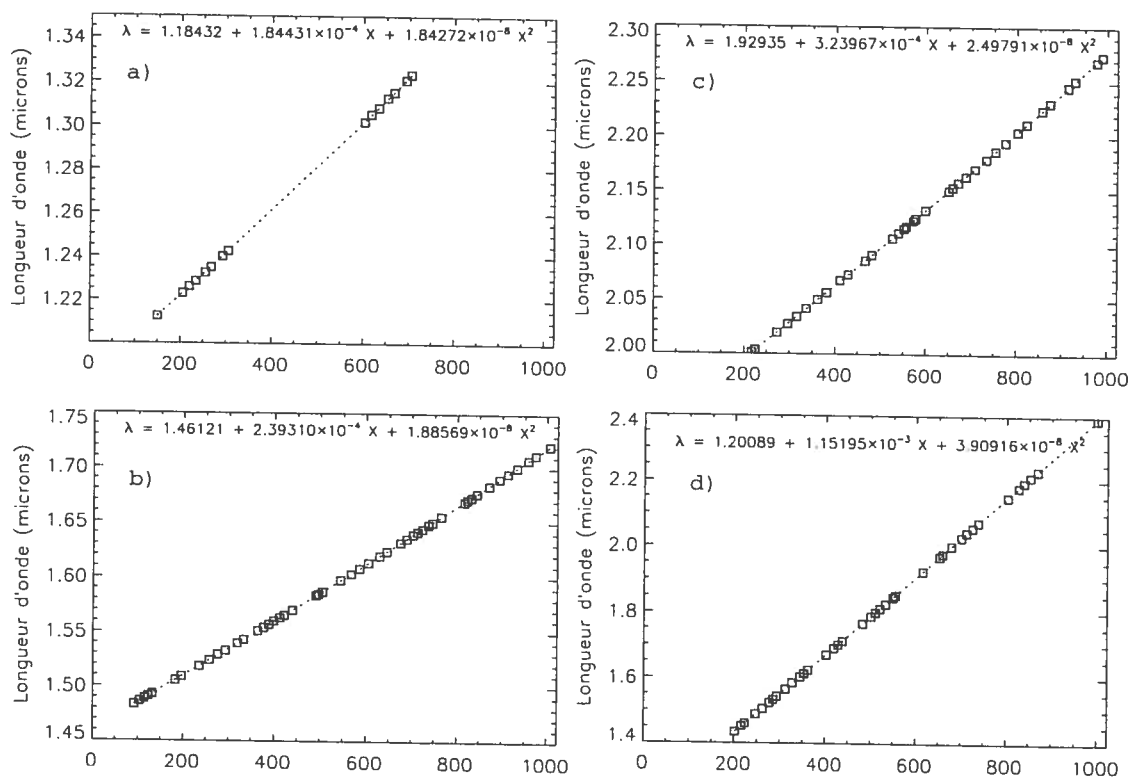 λ = 1.18432 + 1.84431×10⁻⁴ X + 1.84272×10⁻⁸ X²
a)
Longueur d'onde (microns)
1.34
1.32
1.30
1.28
1.26
1.24
1.22
0 200 400 600 800 1000
λ = 1.92935 + 3.23967×10⁻⁴ X + 2.49791×10⁻⁸ X²
c)
Longueur d'onde (microns)
2.30
2.25
2.20
2.15
2.10
2.05
2.00
0 200 400 600 800 1000
λ = 1.46121 + 2.39310×10⁻⁴ X + 1.88569×10⁻⁸ X²
b)
Longueur d'onde (microns)
1.75
1.70
1.65
1.60
1.55
1.50
1.45
0 200 400 600 800 1000
λ = 1.20089 + 1.15195×10⁻³ X + 3.90916×10⁻⁸ X²
d)
Longueur d'onde (microns)
2.4
2.2
2.0
1.8
1.6
1.4
0 200 400 600 800 1000